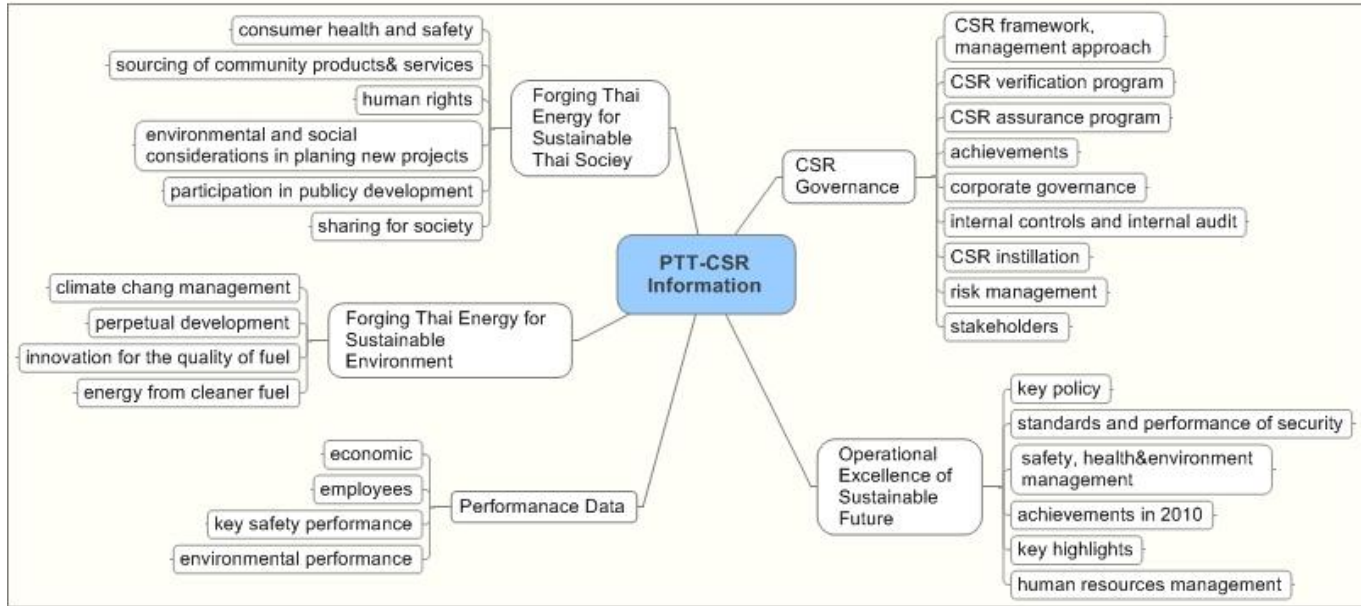 consumer health and safety
sourcing of community products& services
human rights
environmental and social
considerations in planing new projects
participation in publicy development
sharing for society
Forging Thai
Energy for
Sustainable
Thai Sociey
climate chang management
perpetual development
innovation for the quality of fuel
energy from cleaner fuel
Forging Thai Energy for
Sustainable
Environment
economic
employees
key safety performance
environmental performance
Performanace Data
PTT-CSR
Information
CSR
Governance
CSR framework,
management approach
CSR verification program
CSR assurance program
achievements
corporate governance
internal controls and internal audit
CSR instillation
risk management
stakeholders
Operational
Excellence of
Sustainable
Future
key policy
standards and performance of security
safety, health&environment
management
achievements in 2010
key highlights
human resources management